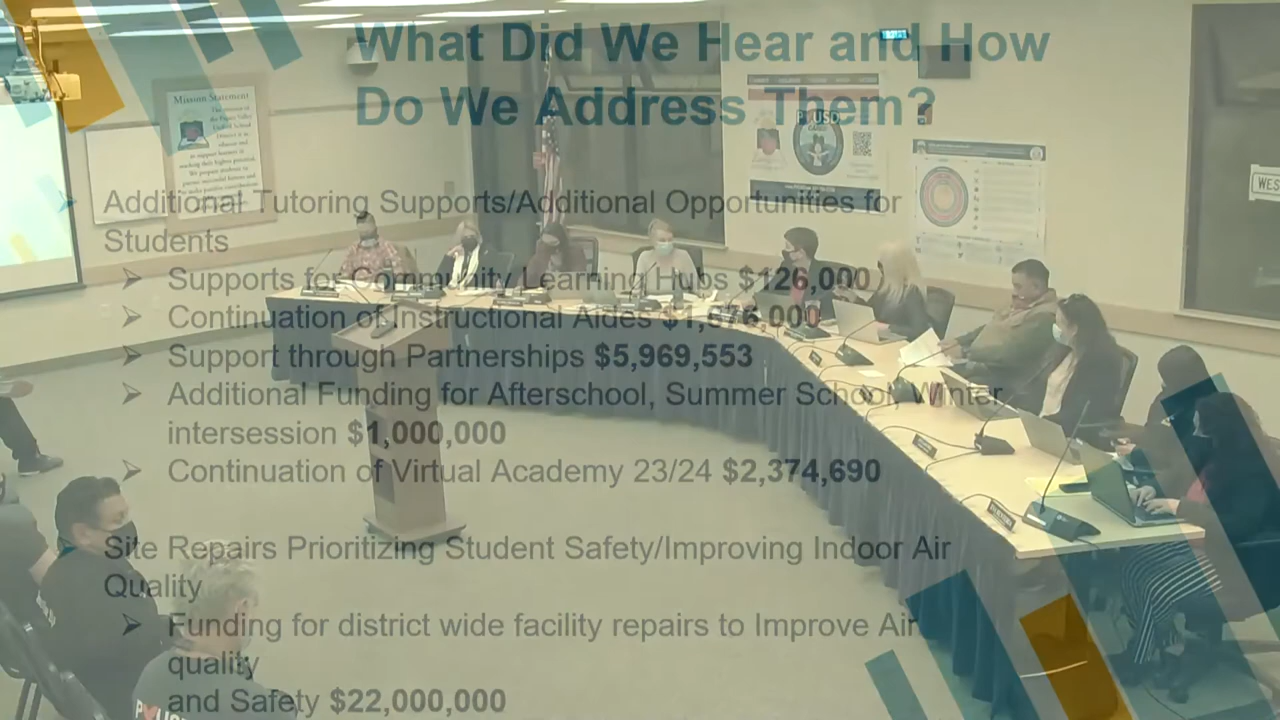 What Did We Hear and How
Do We Address Them?
Mission Statement
PVUSD
WES
Additional Tutoring Supports/Additional Opportunities for
Students
Supports for Community Learning Hubs $126,000
Continuation of Instructional Aides
Support through Partnerships $5,969,553
Additional Funding for Afterschool, Summer School, Winter
intersession $1,000,000
Continuation of Virtual Academy 23/24 $2,374,690
Site Repairs Prioritizing Student Safety/Improving Indoor Air
Quality
Funding for district wide facility repairs to Improve Air
quality
and Safety $22,000,000